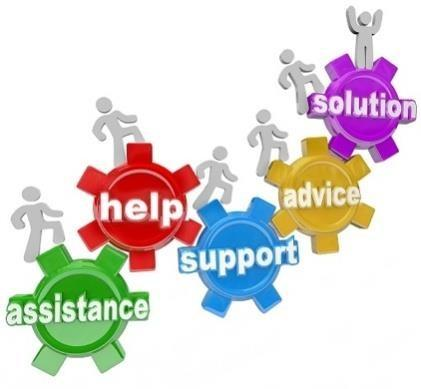 solution
advice
help
support
assistance